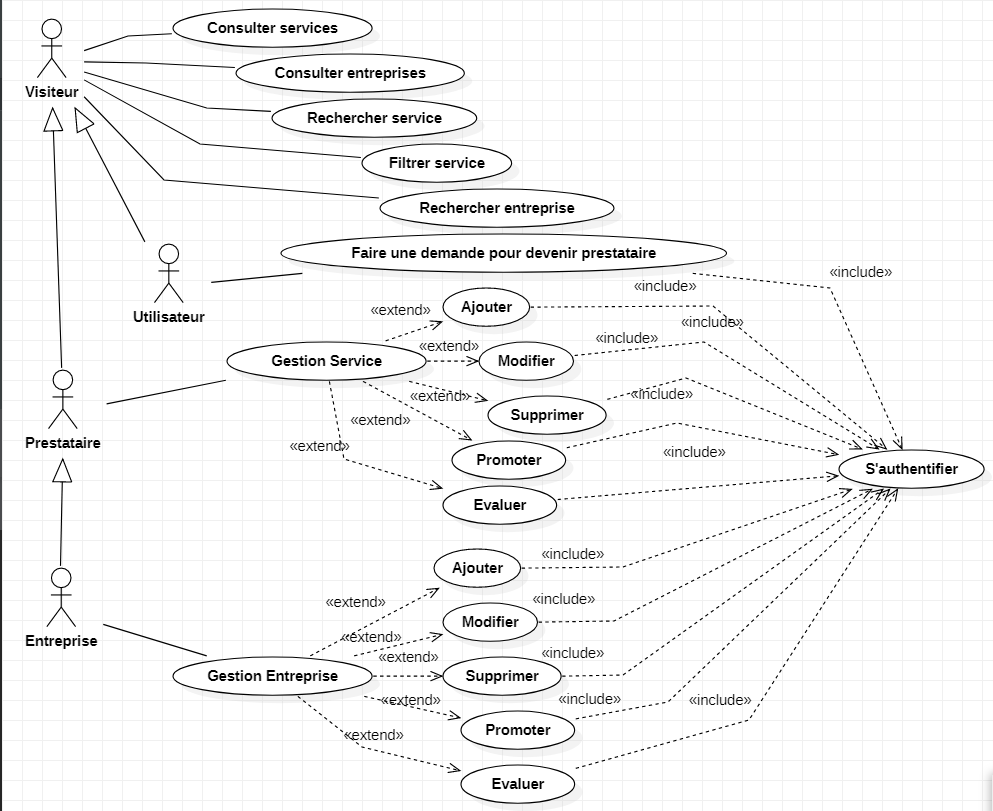 Consulter services
Consulter entreprises
Visiteur
Rechercher service
Filtrer service
Rechercher entreprise
Faire une demande pour devenir prestataire
«include»
«include»
Utilisateur
Ajouter
«extend»
«include»
«include»
«extend»
Gestion Service
Modifier
«extend»
«include»
Supprimer
«extend»
Prestataire
«extend»
«include»
Promoter
S'authentifier
Evaluer
«include»
Ajouter
«extend»
«include»
Modifier
Entreprise
«extend»
«extend»
«include»
Gestion Entreprise
Supprimer
«extend»
«include»
«include»
Promoter
«extend»
Evaluer